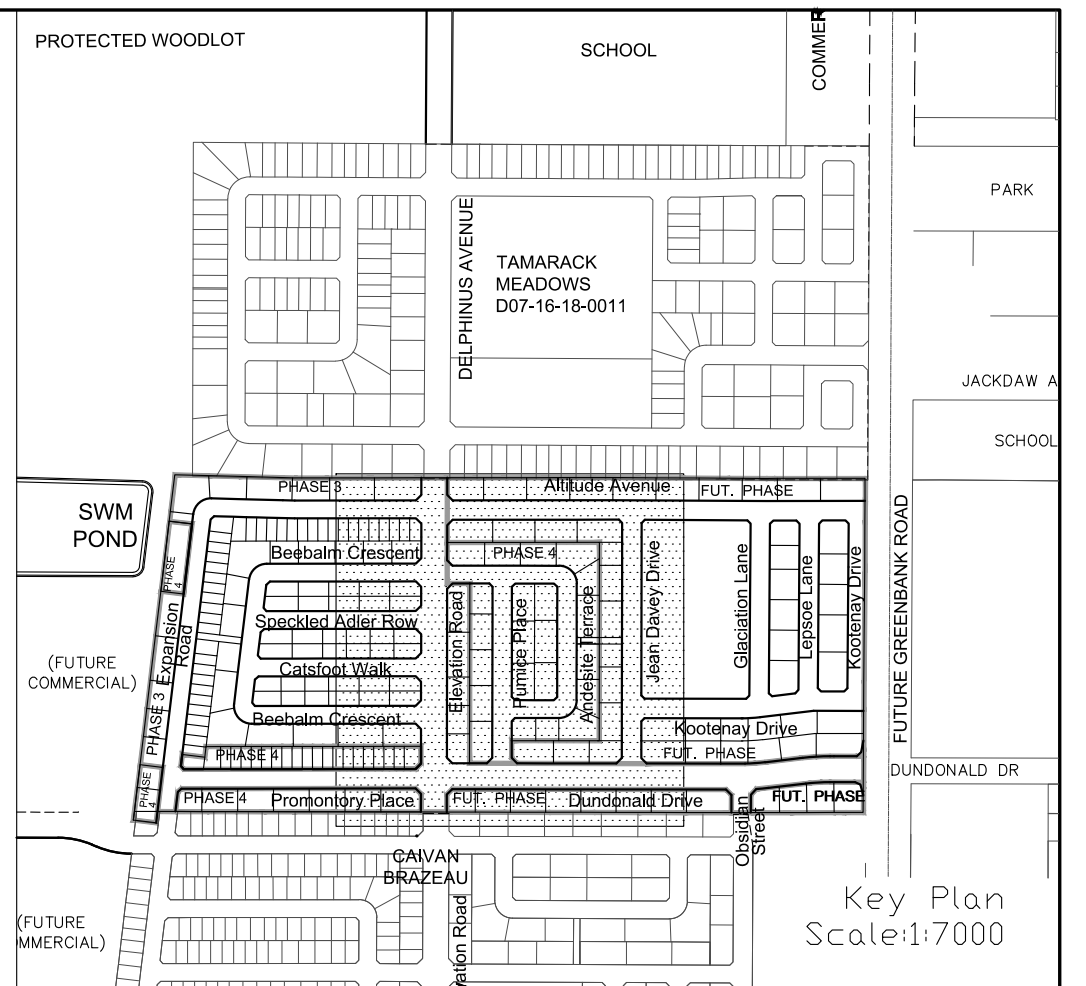 PROTECTED WOODLOT
SCHOOL
COMMER
PARK
DELPHINUS AVENUE
TAMARACK
MEADOWS
D07-16-18-0011
JACKDAW A
SCHOOL
SWM
POND
PHASE 3
Altitude Avenue
FUT. PHASE
FUTURE GREENBANK ROAD
Beebalm Crescent
PHASE 4
PHASE
4
Expansion
Road
Speckled Adler Row
Catsfoot Walk
Beebalm Crescent
Elevation Road
Pumice Place
Andesite Terrace
Jean Davey Drive
Glaciation Lane
Lepsoe Lane
Kootenay Drive
(FUTURE
COMMERCIAL)
PHASE 3
Kootenay Drive
PHASE 4
FUT. PHASE
DUNDONALD DR
PHASE
4
PHASE 4
Promontory Place
FUT. PHASE
Dundonald Drive
FUT. PHASE
Obsidian
Street
CAIVAN
BRAZEAU
vation Road
(FUTURE
MMERCIAL)
Key Plan
Scale:1:7000